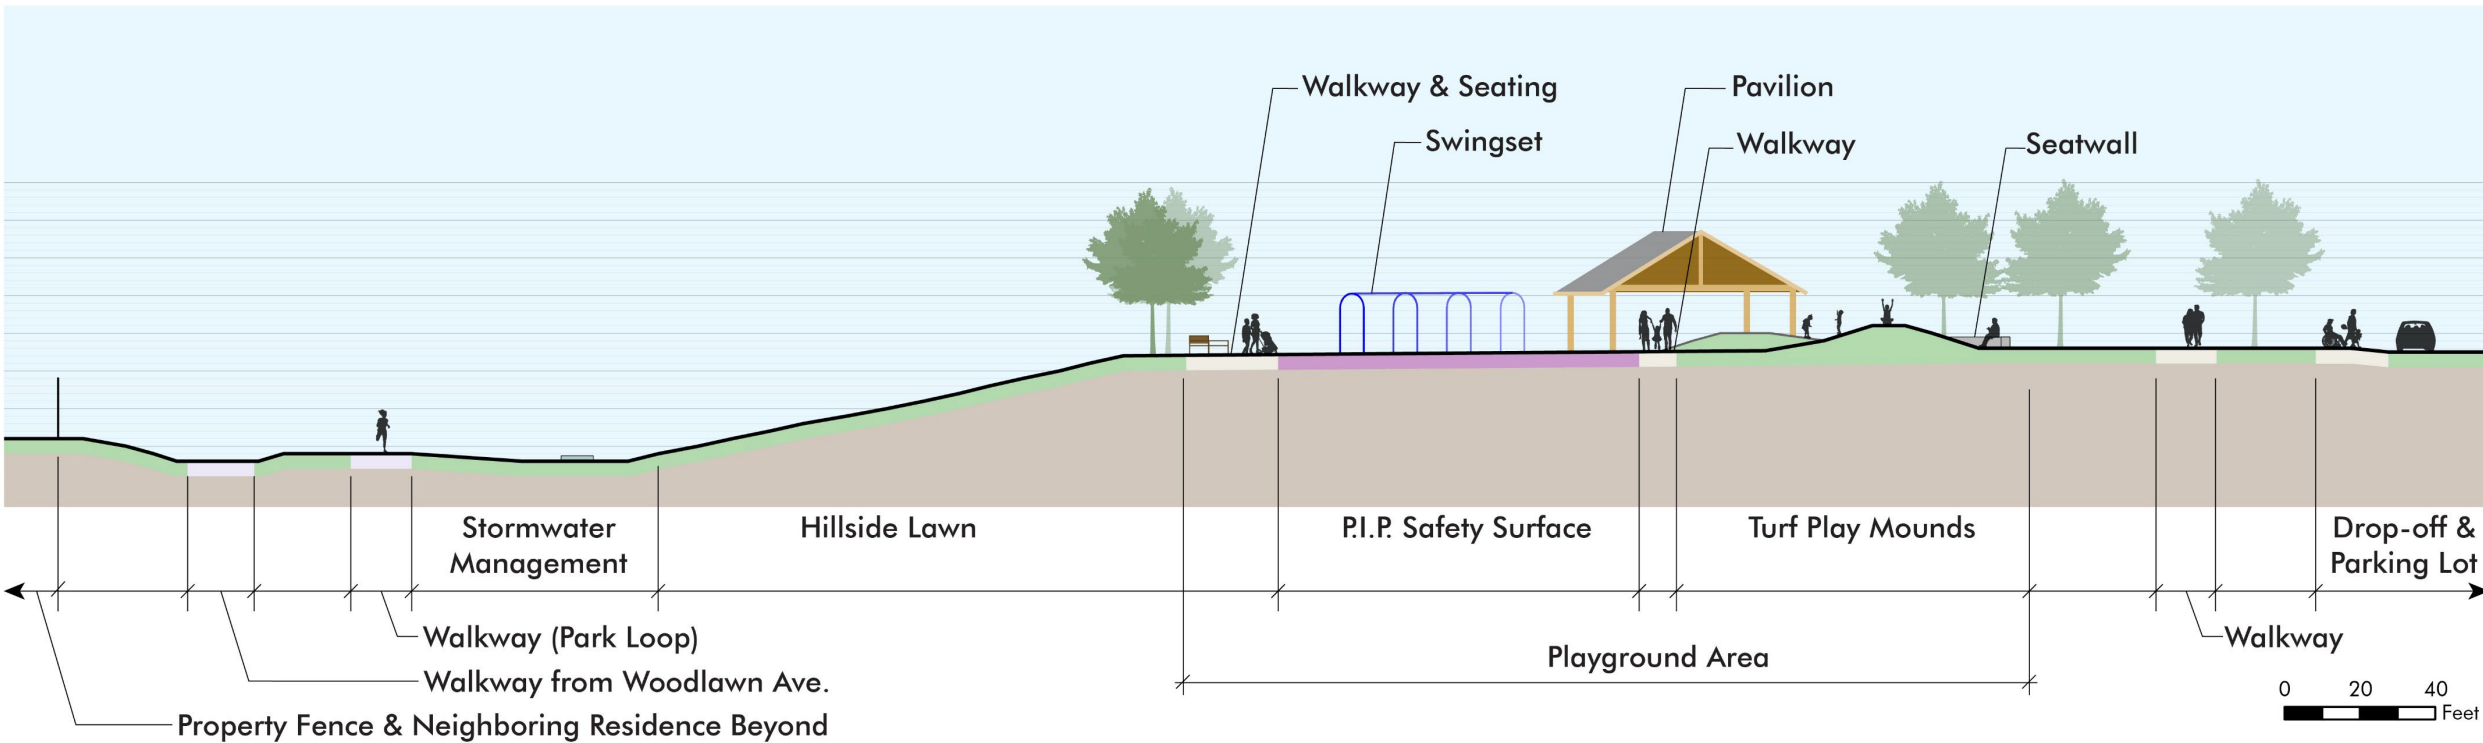 Walkway & Seating
Pavilion
Swingset
Walkway
Seatwall
Stormwater
Management
Hillside Lawn
P.I.P. Safety Surface
Turf Play Mounds
Drop-off &
Parking Lot
Walkway (Park Loop)
Walkway
Playground Area
Walkway from Woodlawn Ave.
Property Fence & Neighboring Residence Beyond
0 20 40
Feet